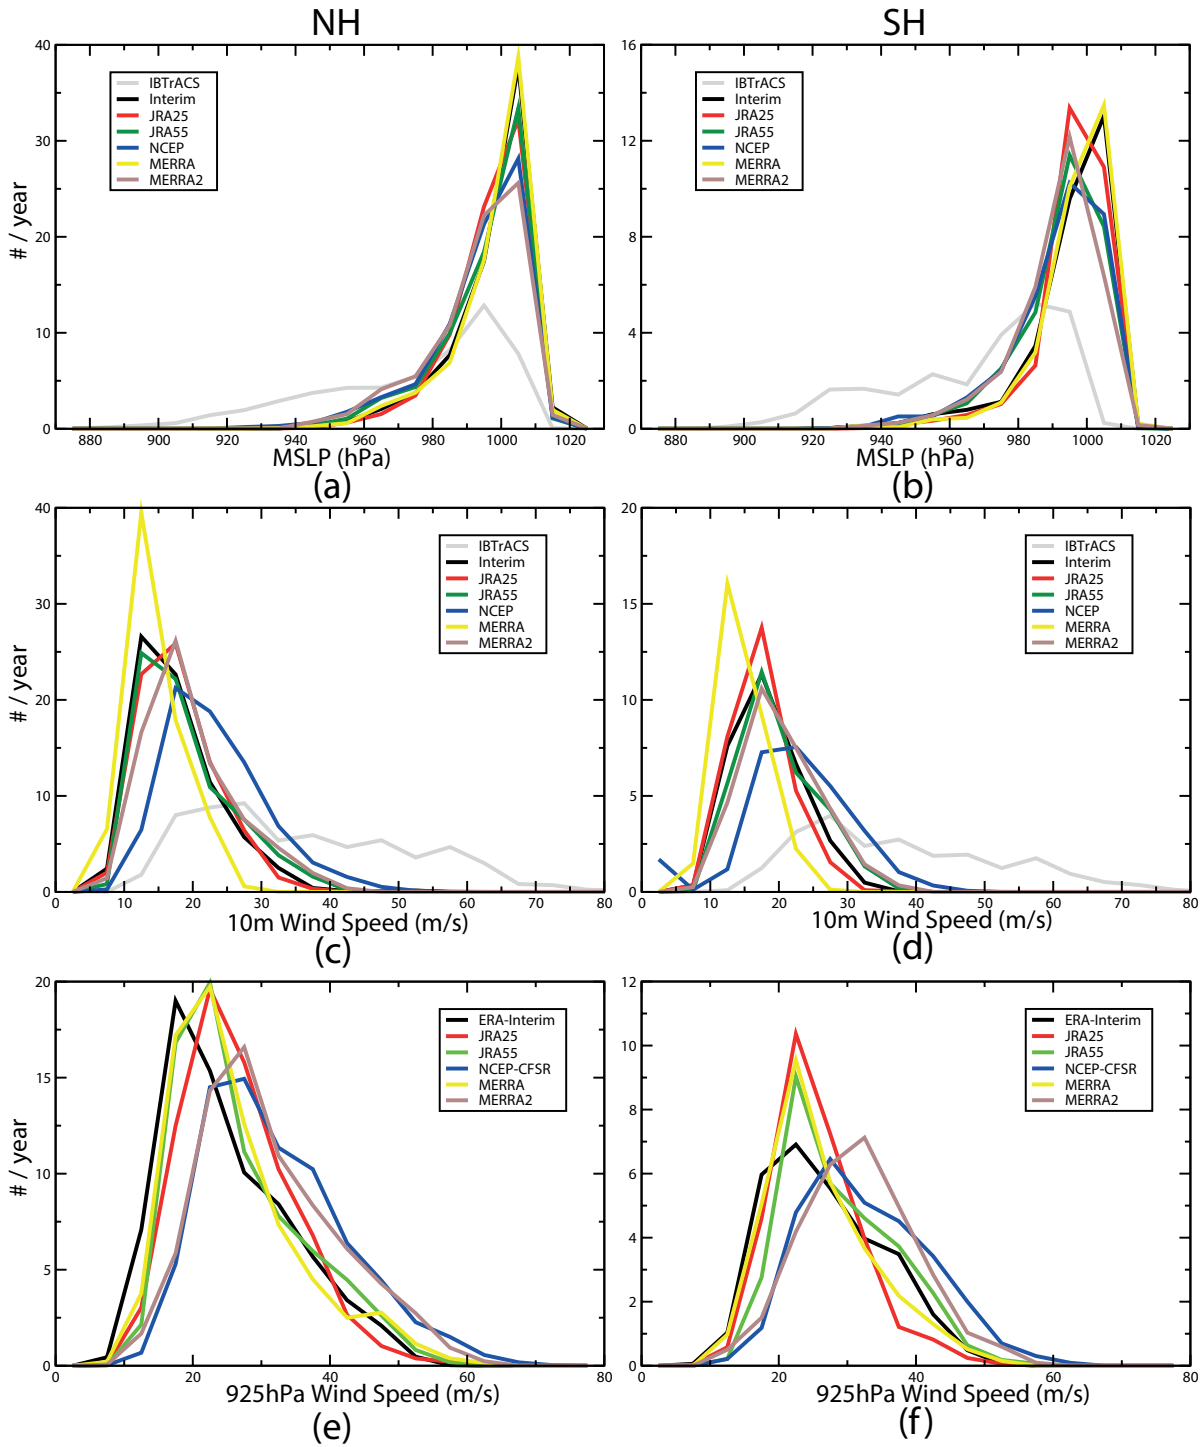 NH
SH
40
30
20
10
0
# / year
IBTrACS
Interim
JRA25
JRA55
NCEP
MERRA
MERRA2
880 900 920 940 960 980 1000 1020
MSLP (hPa)
(a)
16
12
8
4
0
IBTrACS
Interim
JRA25
JRA55
NCEP
MERRA
MERRA2
880 900 920 940 960 980 1000 1020
MSLP (hPa)
(b)
40
30
20
10
0
# / year
IBTrACS
Interim
JRA25
JRA55
NCEP
MERRA
MERRA2
0 10 20 30 40 50 60 70 80
10m Wind Speed (m/s)
(c)
20
15
10
5
0
IBTrACS
Interim
JRA25
JRA55
NCEP
MERRA
MERRA2
0 10 20 30 40 50 60 70 80
10m Wind Speed (m/s)
(d)
20
15
10
5
0
# / year
ERA-Interim
JRA25
JRA55
NCEP-CFSR
MERRA
MERRA2
0 20 40 60 80
925hPa Wind Speed (m/s)
(e)
12
10
8
6
4
2
0
ERA-Interim
JRA25
JRA55
NCEP-CFSR
MERRA
MERRA2
0 20 40 60 80
925hPa Wind Speed (m/s)
(f)